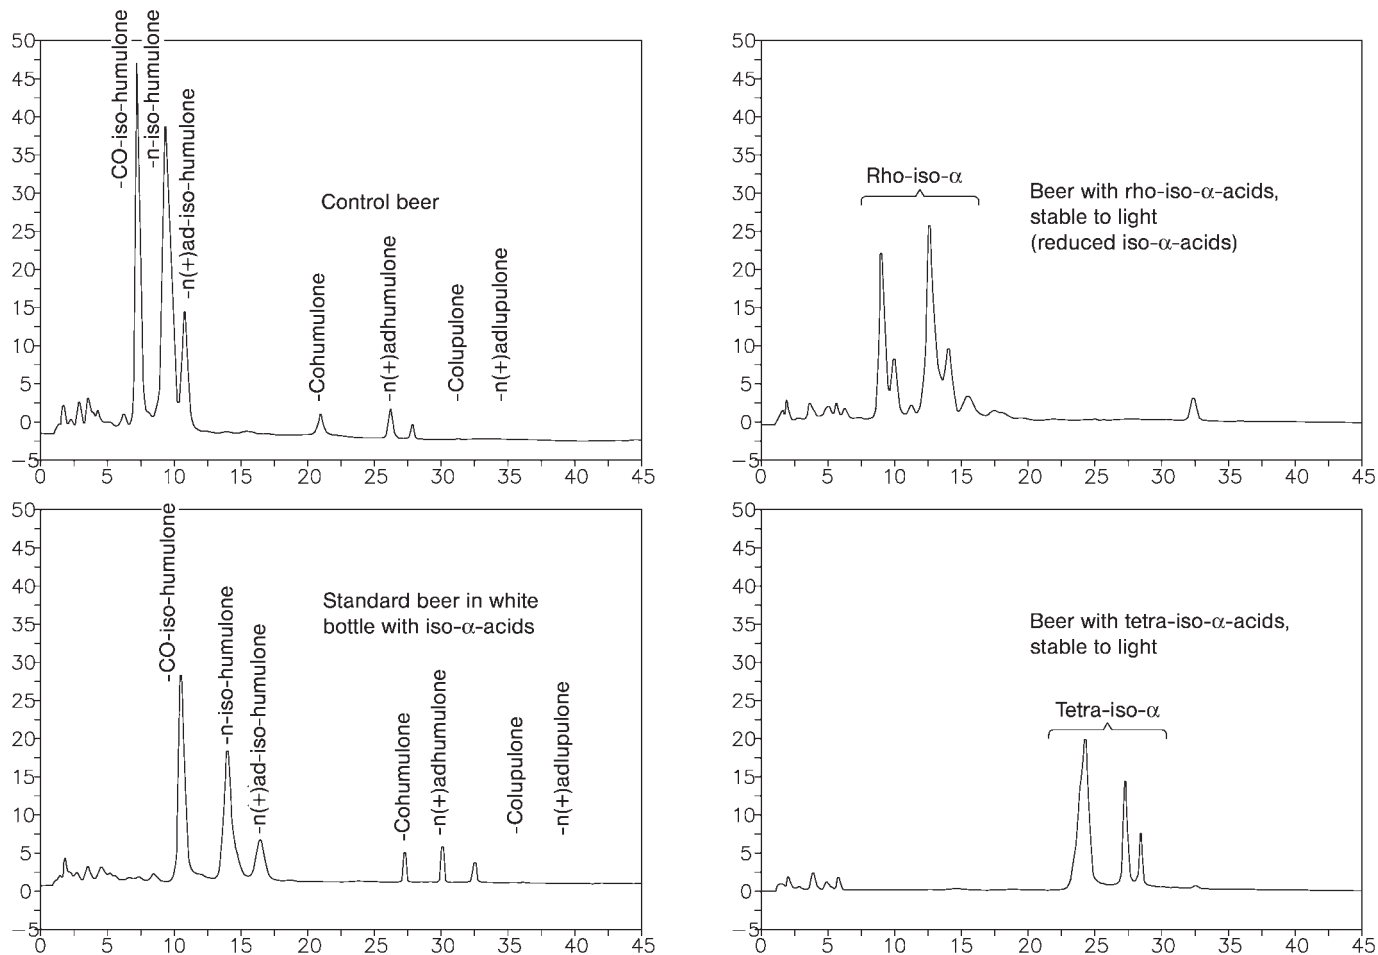 50
45
40
35
30
25
20
15
10
5
0
−5
-CO-iso-humulone
-n-iso-humulone
-n(+)ad-iso-humulone
Control beer
-Cohumulone
-n(+)adhumulone
-Colupulone
-n(+)adlupulone
0 5 10 15 20 25 30 35 40 45
50
45
40
35
30
25
20
15
10
5
0
−5
Rho-iso-α
Beer with rho-iso-α-acids,
stable to light
(reduced iso-α-acids)
0 5 10 15 20 25 30 35 40 45
50
45
40
35
30
25
20
15
10
5
0
−5
-CO-iso-humulone
-n-iso-humulone
-n(+)ad-iso-humulone
Standard beer in white
bottle with iso-α-acids
-Cohumulone
-n(+)adhumulone
-Colupulone
-n(+)adlupulone
0 5 10 15 20 25 30 35 40 45
50
45
40
35
30
25
20
15
10
5
0
−5
Beer with tetra-iso-α-acids,
stable to light
Tetra-iso-α
0 5 10 15 20 25 30 35 40 45